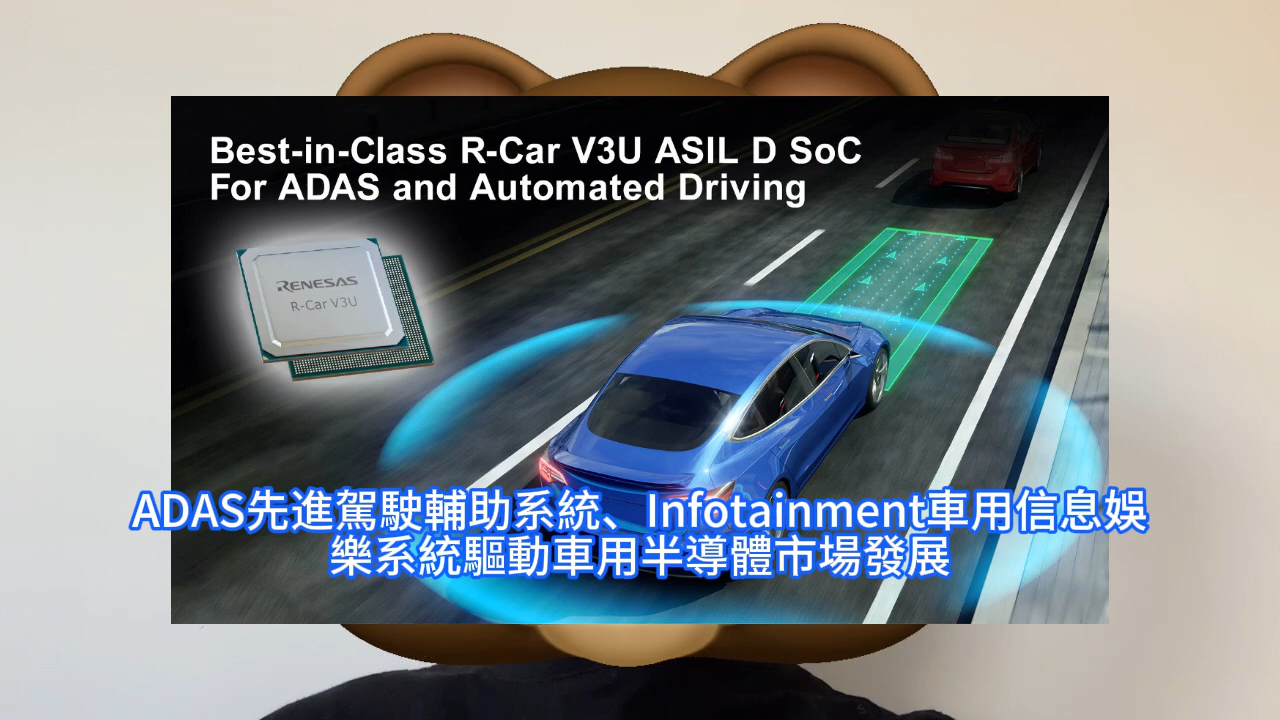 Best-in-Class R-Car V3U ASIL D SoC
For ADAS and Automated Driving
RENESAS
R-Car V3U
ADAS先進駕駛輔助系統、Infotainment車用信息娛
樂系統驅動車用半導體市場發展